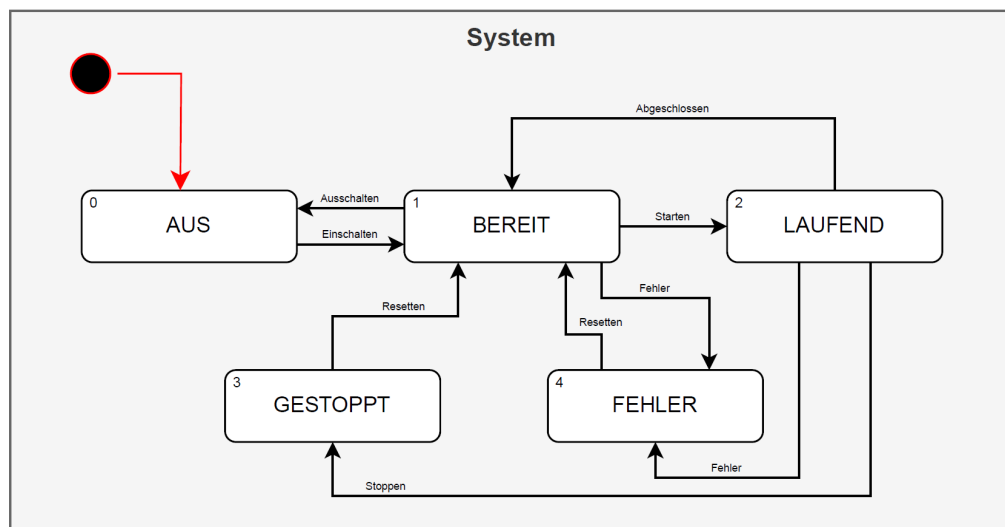 System
Abgeschlossen
0
AUS
Ausschalten
Einschalten
1
BEREIT
Starten
2
LAUFEND
Resetten
Resetten
Fehler
3
GESTOPPT
4
FEHLER
Fehler
Stoppen